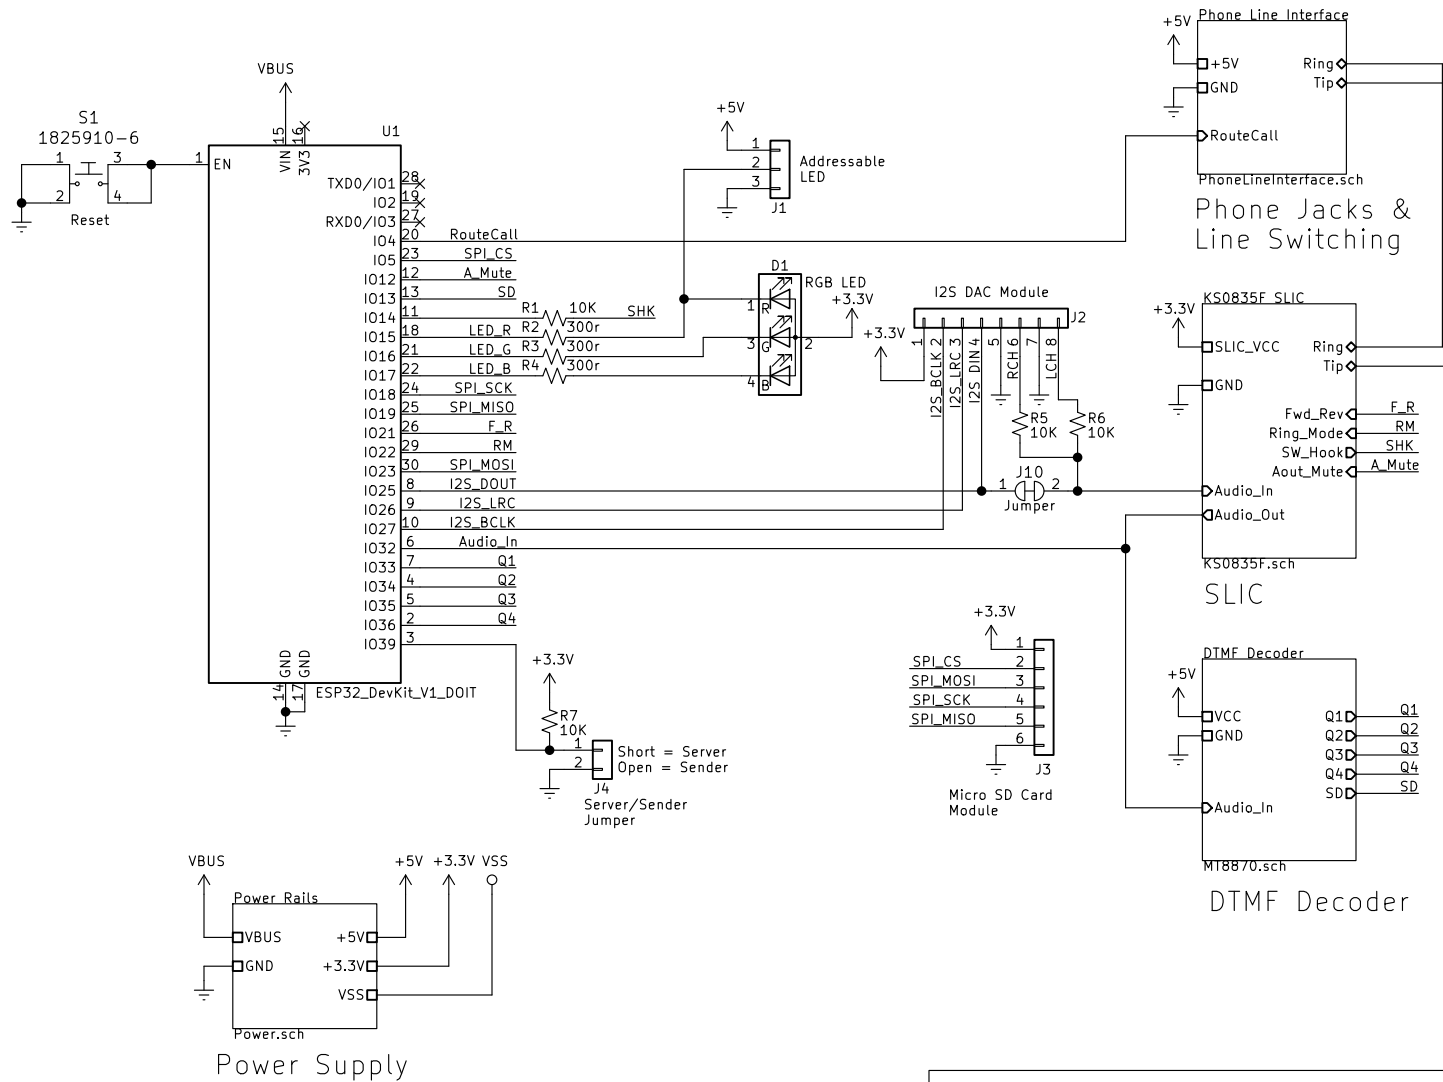 Phone Line Interface
+5V
+5V
GND
RouteCall
Ring
Tip
PhoneLineInterface.sch
Phone Jacks &
Line Switching
VBUS
S1
1825910-6
1
2
3
4
Reset
U1
1
EN
15
VIN
16
3V3
TXD0/IO1 28
IO2 19
RXD0/IO3 27
IO4 20 RouteCall
IO5 23 SPI_CS
IO12 12 A_Mute
IO13 13 SD
IO14 11 R1 10K SHK
IO15 18 LED_R R2 300r
IO16 21 LED_G R3 300r
IO17 22 LED_B R4 300r
IO18 24 SPI_SCK
IO19 25 SPI_MISO
IO21 26 F_R
IO22 29 RM
IO23 30 SPI_MOSI
IO25 8 I2S_DOUT
IO26 9 I2S_LRC
IO27 10 I2S_BCLK
IO32 6 Audio_In
IO33 7 Q1
IO34 4 Q2
IO35 5 Q3
IO36 2 Q4
IO39 3
14 GND
17 GND
ESP32_DevKit_V1_DOIT
+5V
1
2
3
Addressable
LED
J1
D1
RGB LED
1 R
3 G
4 B
2
+3.3V
I2S DAC Module
J2
+3.3V
1
I2S_BCLK 2
I2S_LRC 3
I2S_DIN 4
5
RCH 6
7
LCH 8
R5
10K
R6
10K
J10
1 2
Jumper
KS0835F SLIC
+3.3V
SLIC_VCC
GND
Ring
Tip
Fwd_Rev F_R
Ring_Mode RM
SW_Hook SHK
Aout_Mute A_Mute
Audio_In
Audio_Out
KS0835F.sch
SLIC
+3.3V
R7
10K
1
2
Short = Server
Open = Sender
J4
Server/Sender
Jumper
+3.3V
1
SPI_CS 2
SPI_MOSI 3
SPI_SCK 4
SPI_MISO 5
6
J3
Micro SD Card
Module
DTMF Decoder
+5V
VCC
GND
Q1 Q1
Q2 Q2
Q3 Q3
Q4 Q4
SD SD
Audio_In
MT8870.sch
DTMF Decoder
VBUS
+5V +3.3V VSS
Power Rails
VBUS
GND
+5V
+3.3V
VSS
Power.sch
Power Supply